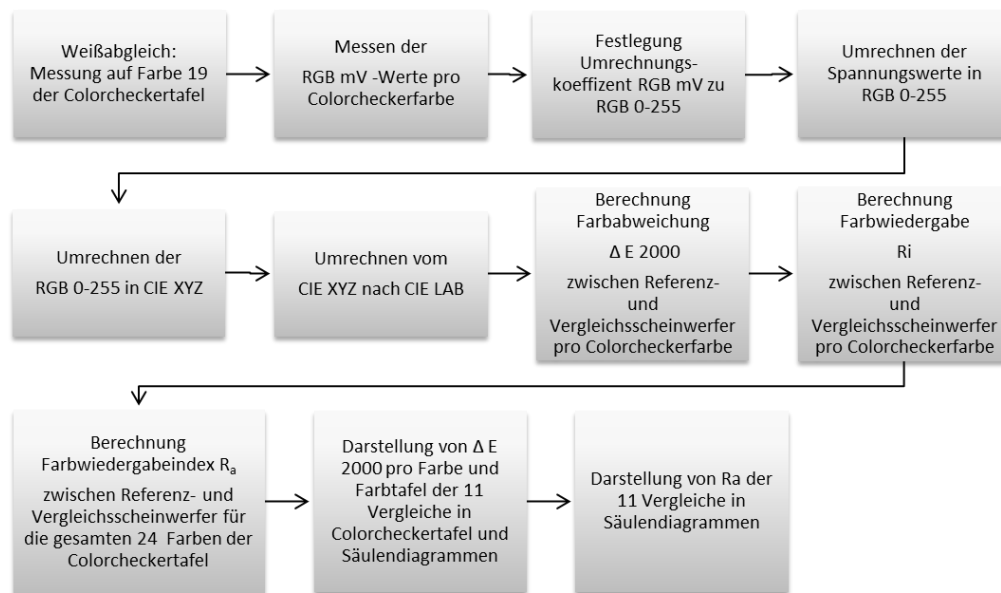 Weißabgleich:
Messung auf Farbe 19
der Colorcheckertafel
Messen der
RGB mV -Werte pro
Colorcheckerfarbe
Festlegung
Umrechnungs-
koeffizent RGB mV zu
RGB 0-255
Umrechnen der
Spannungswerte in
RGB 0-255
Umrechnen der
RGB 0-255 in CIE XYZ
Umrechnen vom
CIE XYZ nach CIE LAB
Berechnung
Farbabweichung
Δ E 2000
zwischen Referenz-
und
Vergleichsscheinwerfer
pro Colorcheckerfarbe
Berechnung
Farbwiedergabe
Ri
zwischen Referenz-
und
Vergleichsscheinwerfer
pro Colorcheckerfarbe
Berechnung
Farbwiedergabeindex Ra
zwischen Referenz- und
Vergleichsscheinwerfer für
die gesamten 24 Farben der
Colorcheckertafel
Darstellung von Δ E
2000 pro Farbe und
Farbtafel der 11
Vergleiche in
Colorcheckertafel und
Säulendiagrammen
Darstellung von Ra der
11 Vergleiche in
Säulendiagrammen